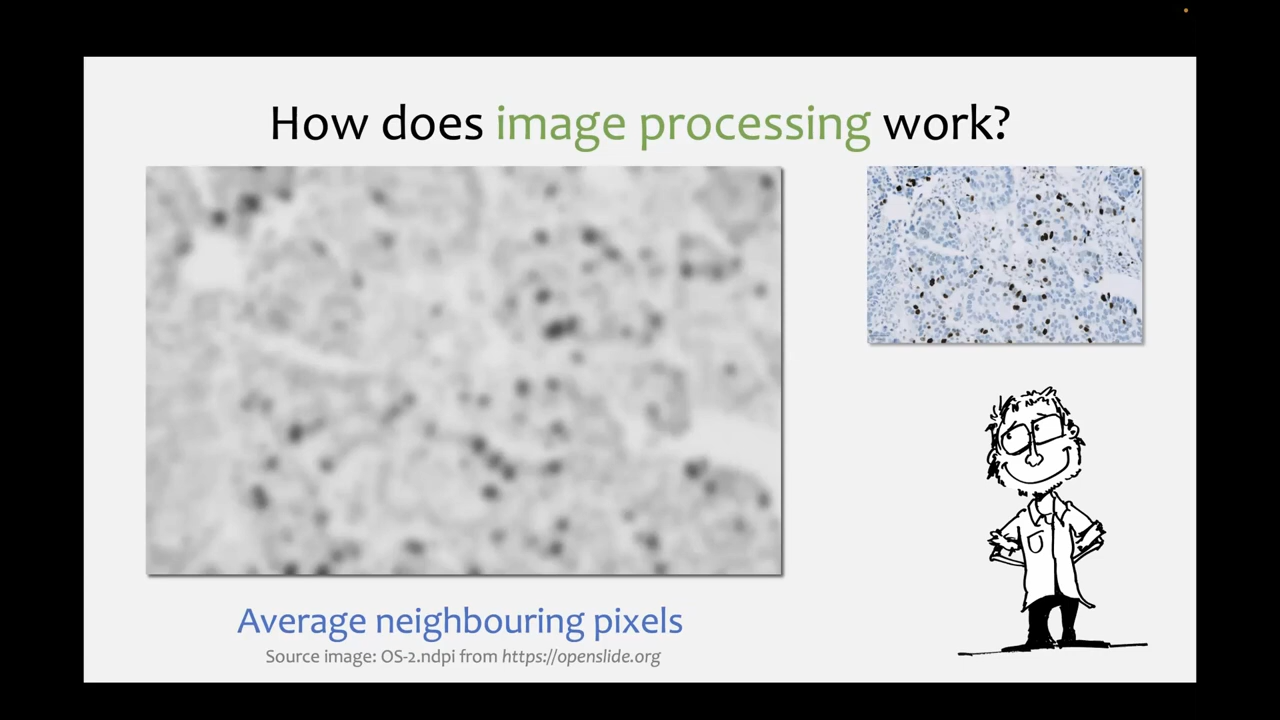 How does image processing work?
Average neighbouring pixels
Source image: OS-2.ndpi from https://openslide.org